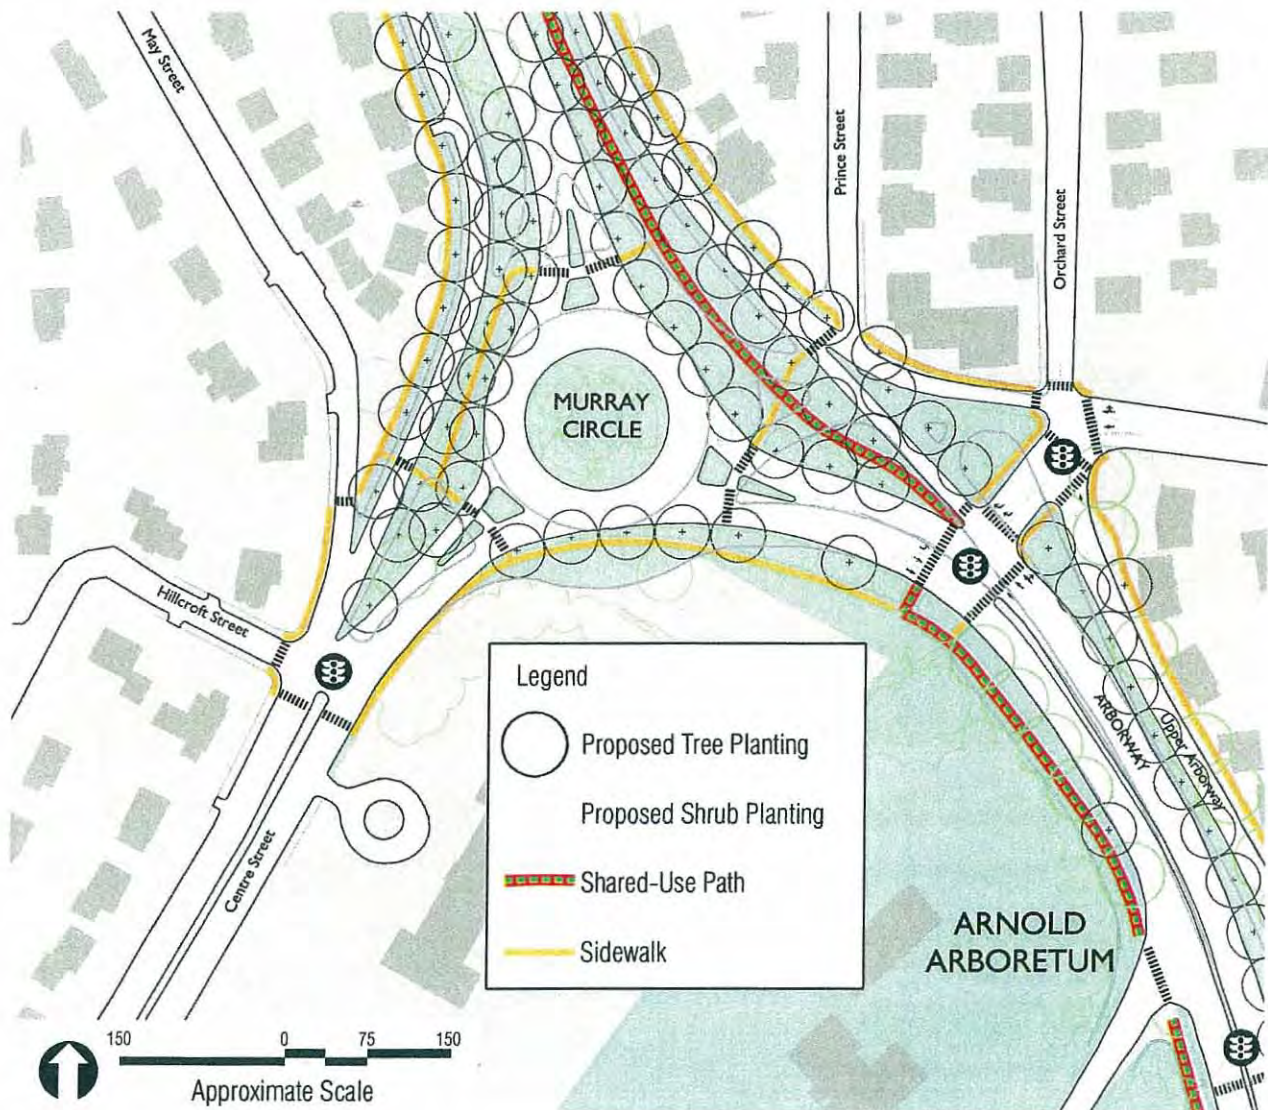 May Street
Prince Street
Orchard Street
MURRAY
CIRCLE
Hillcroft Street
Legend
Proposed Tree Planting
Proposed Shrub Planting
Shared-Use Path
Sidewalk
ARBORWAY
Upper Arborway
Centre Street
ARNOLD
ARBORETUM
150 0 75 150
Approximate Scale